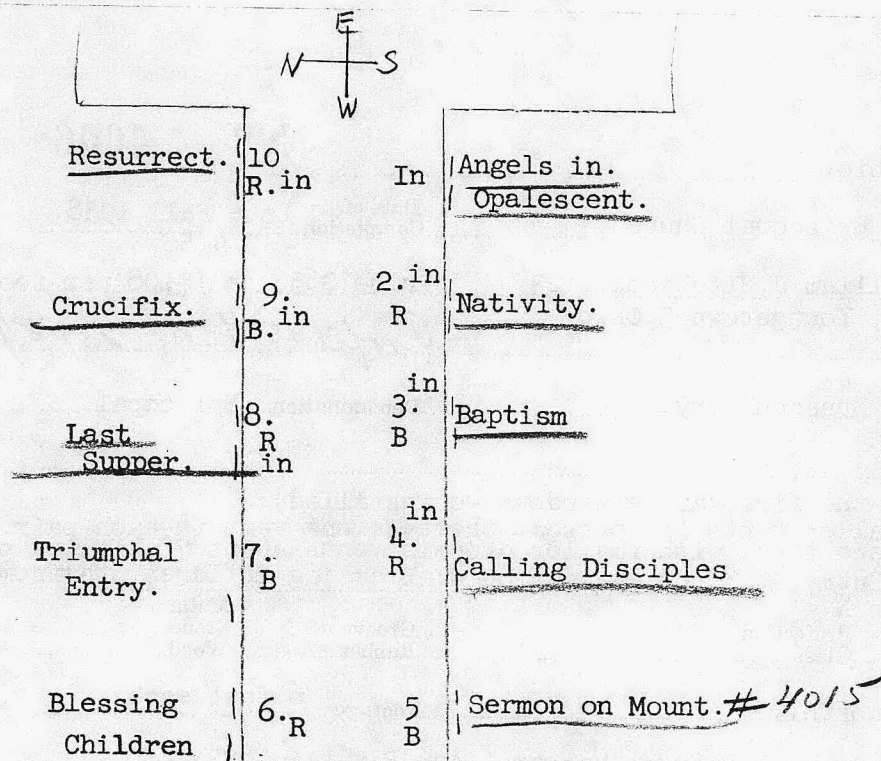 E
N S
W
Resurrect. 10 In Angels in.
R. in Opalescent.
9. 2. in
Crucifix. B. in R Nativity.
in
8. 3. Baptism
Last R B
Supper. in
in
Triumphal 7. 4.
Entry. B R Calling Disciples
Blessing 6. R 5 Sermon on Mount. # 4015
Children B